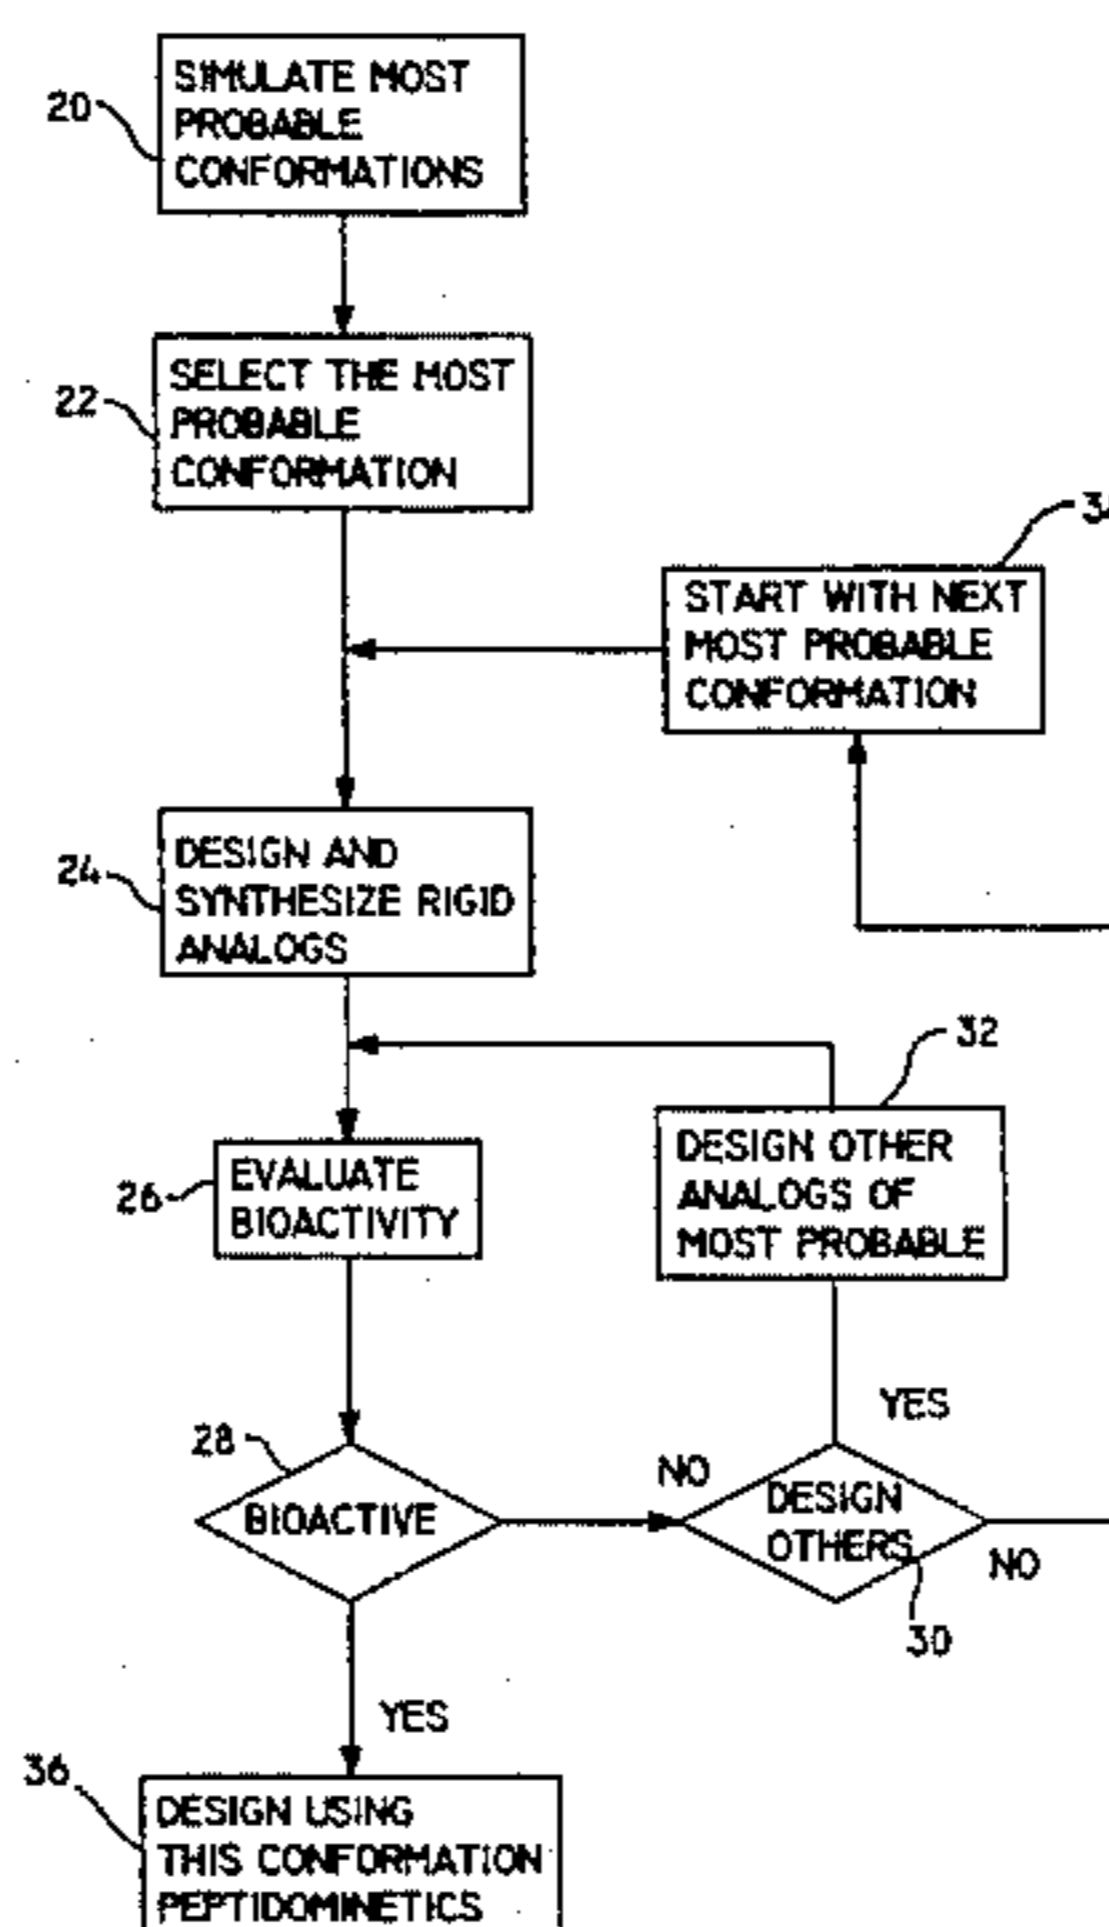 20
SIMULATE MOST
PROBABLE
CONFORMATIONS
22
SELECT THE MOST
PROBABLE
CONFORMATION
START WITH NEXT
MOST PROBABLE
CONFORMATION
24
DESIGN AND
SYNTHESIZE RIGID
ANALOGS
32
DESIGN OTHER
ANALOGS OF
MOST PROBABLE
26
EVALUATE
BIOACTIVITY
YES
28
BIOACTIVE
NO
DESIGN
OTHERS
NO
30
YES
36
DESIGN USING
THIS CONFORMATION
PEPTIDOMINETICS